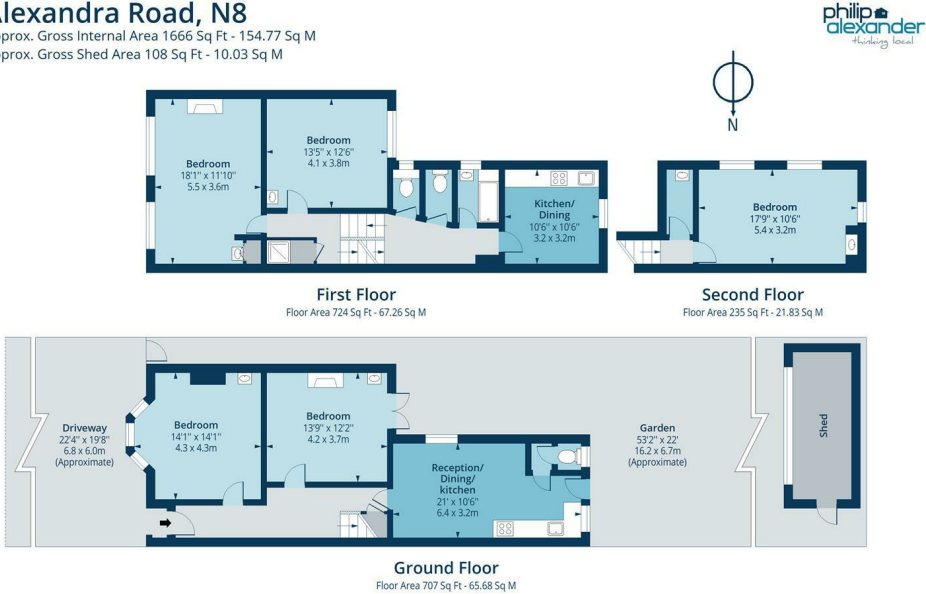 lexandra Road, N8
prox. Gross Internal Area 1666 Sq Ft - 154.77 Sq M
prox. Gross Shed Area 108 Sq Ft - 10.03 Sq M
philip
alexander
thinking local
N
Bedroom
18'1" x 11'10"
5.5 x 3.6m
Bedroom
13'5" x 12'6"
4.1 x 3.8m
Kitchen/
Dining
10'6" x 10'6"
3.2 x 3.2m
First Floor
Floor Area 724 Sq Ft - 67.26 Sq M
Bedroom
17'9" x 10'6"
5.4 x 3.2m
Second Floor
Floor Area 235 Sq Ft - 21.83 Sq M
Driveway
22'4" x 19'8"
6.8 x 6.0m
(Approximate)
Bedroom
14'1" x 14'1"
4.3 x 4.3m
Bedroom
13'9" x 12'2"
4.2 x 3.7m
Reception/
Dining/
kitchen
21' x 10'6"
6.4 x 3.2m
Garden
53'2" x 22'
16.2 x 6.7m
(Approximate)
Shed
Ground Floor
Floor Area 707 Sq Ft - 65.68 Sq M